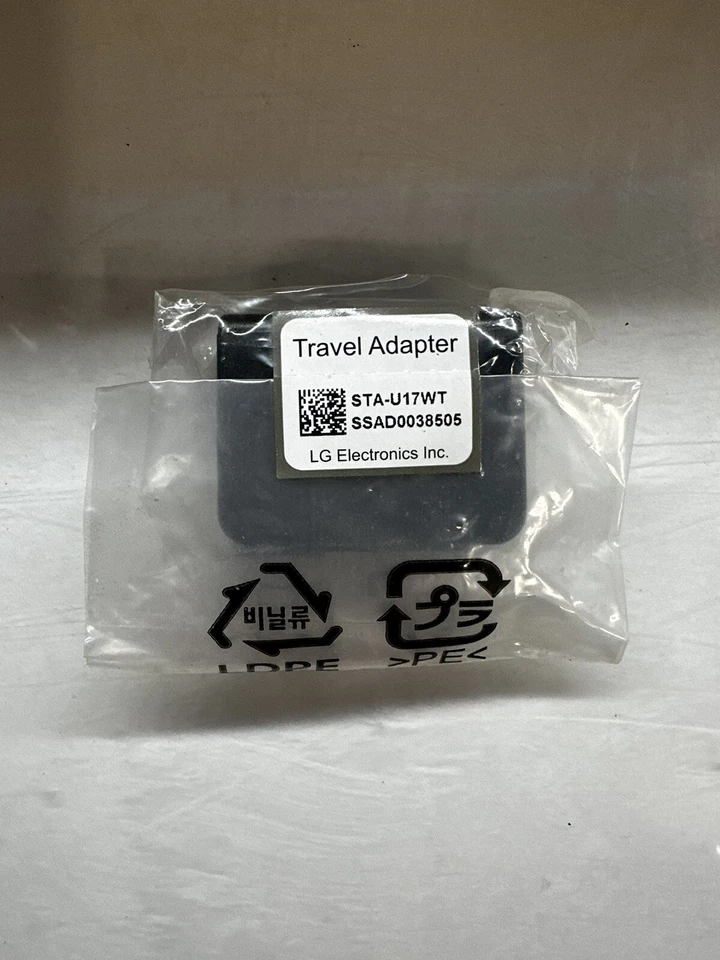 Travel Adapter
STA-U17WT
SSAD0038505
LG Electronics Inc.
비닐류
プラ
LDPE
>PE<